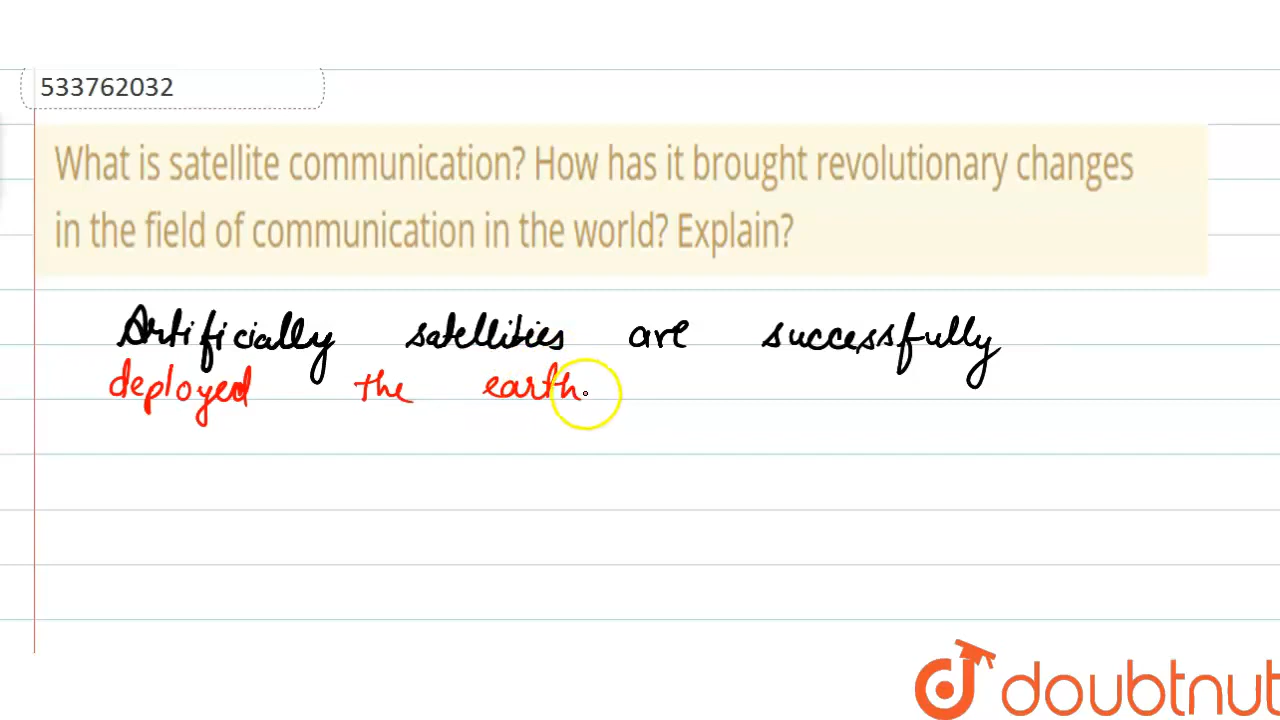 533762032
What is satellite communication? How has it brought revolutionary changes
in the field of communication in the world? Explain?
Artificially satellities are successfully
deployed the earth.
doubtnut